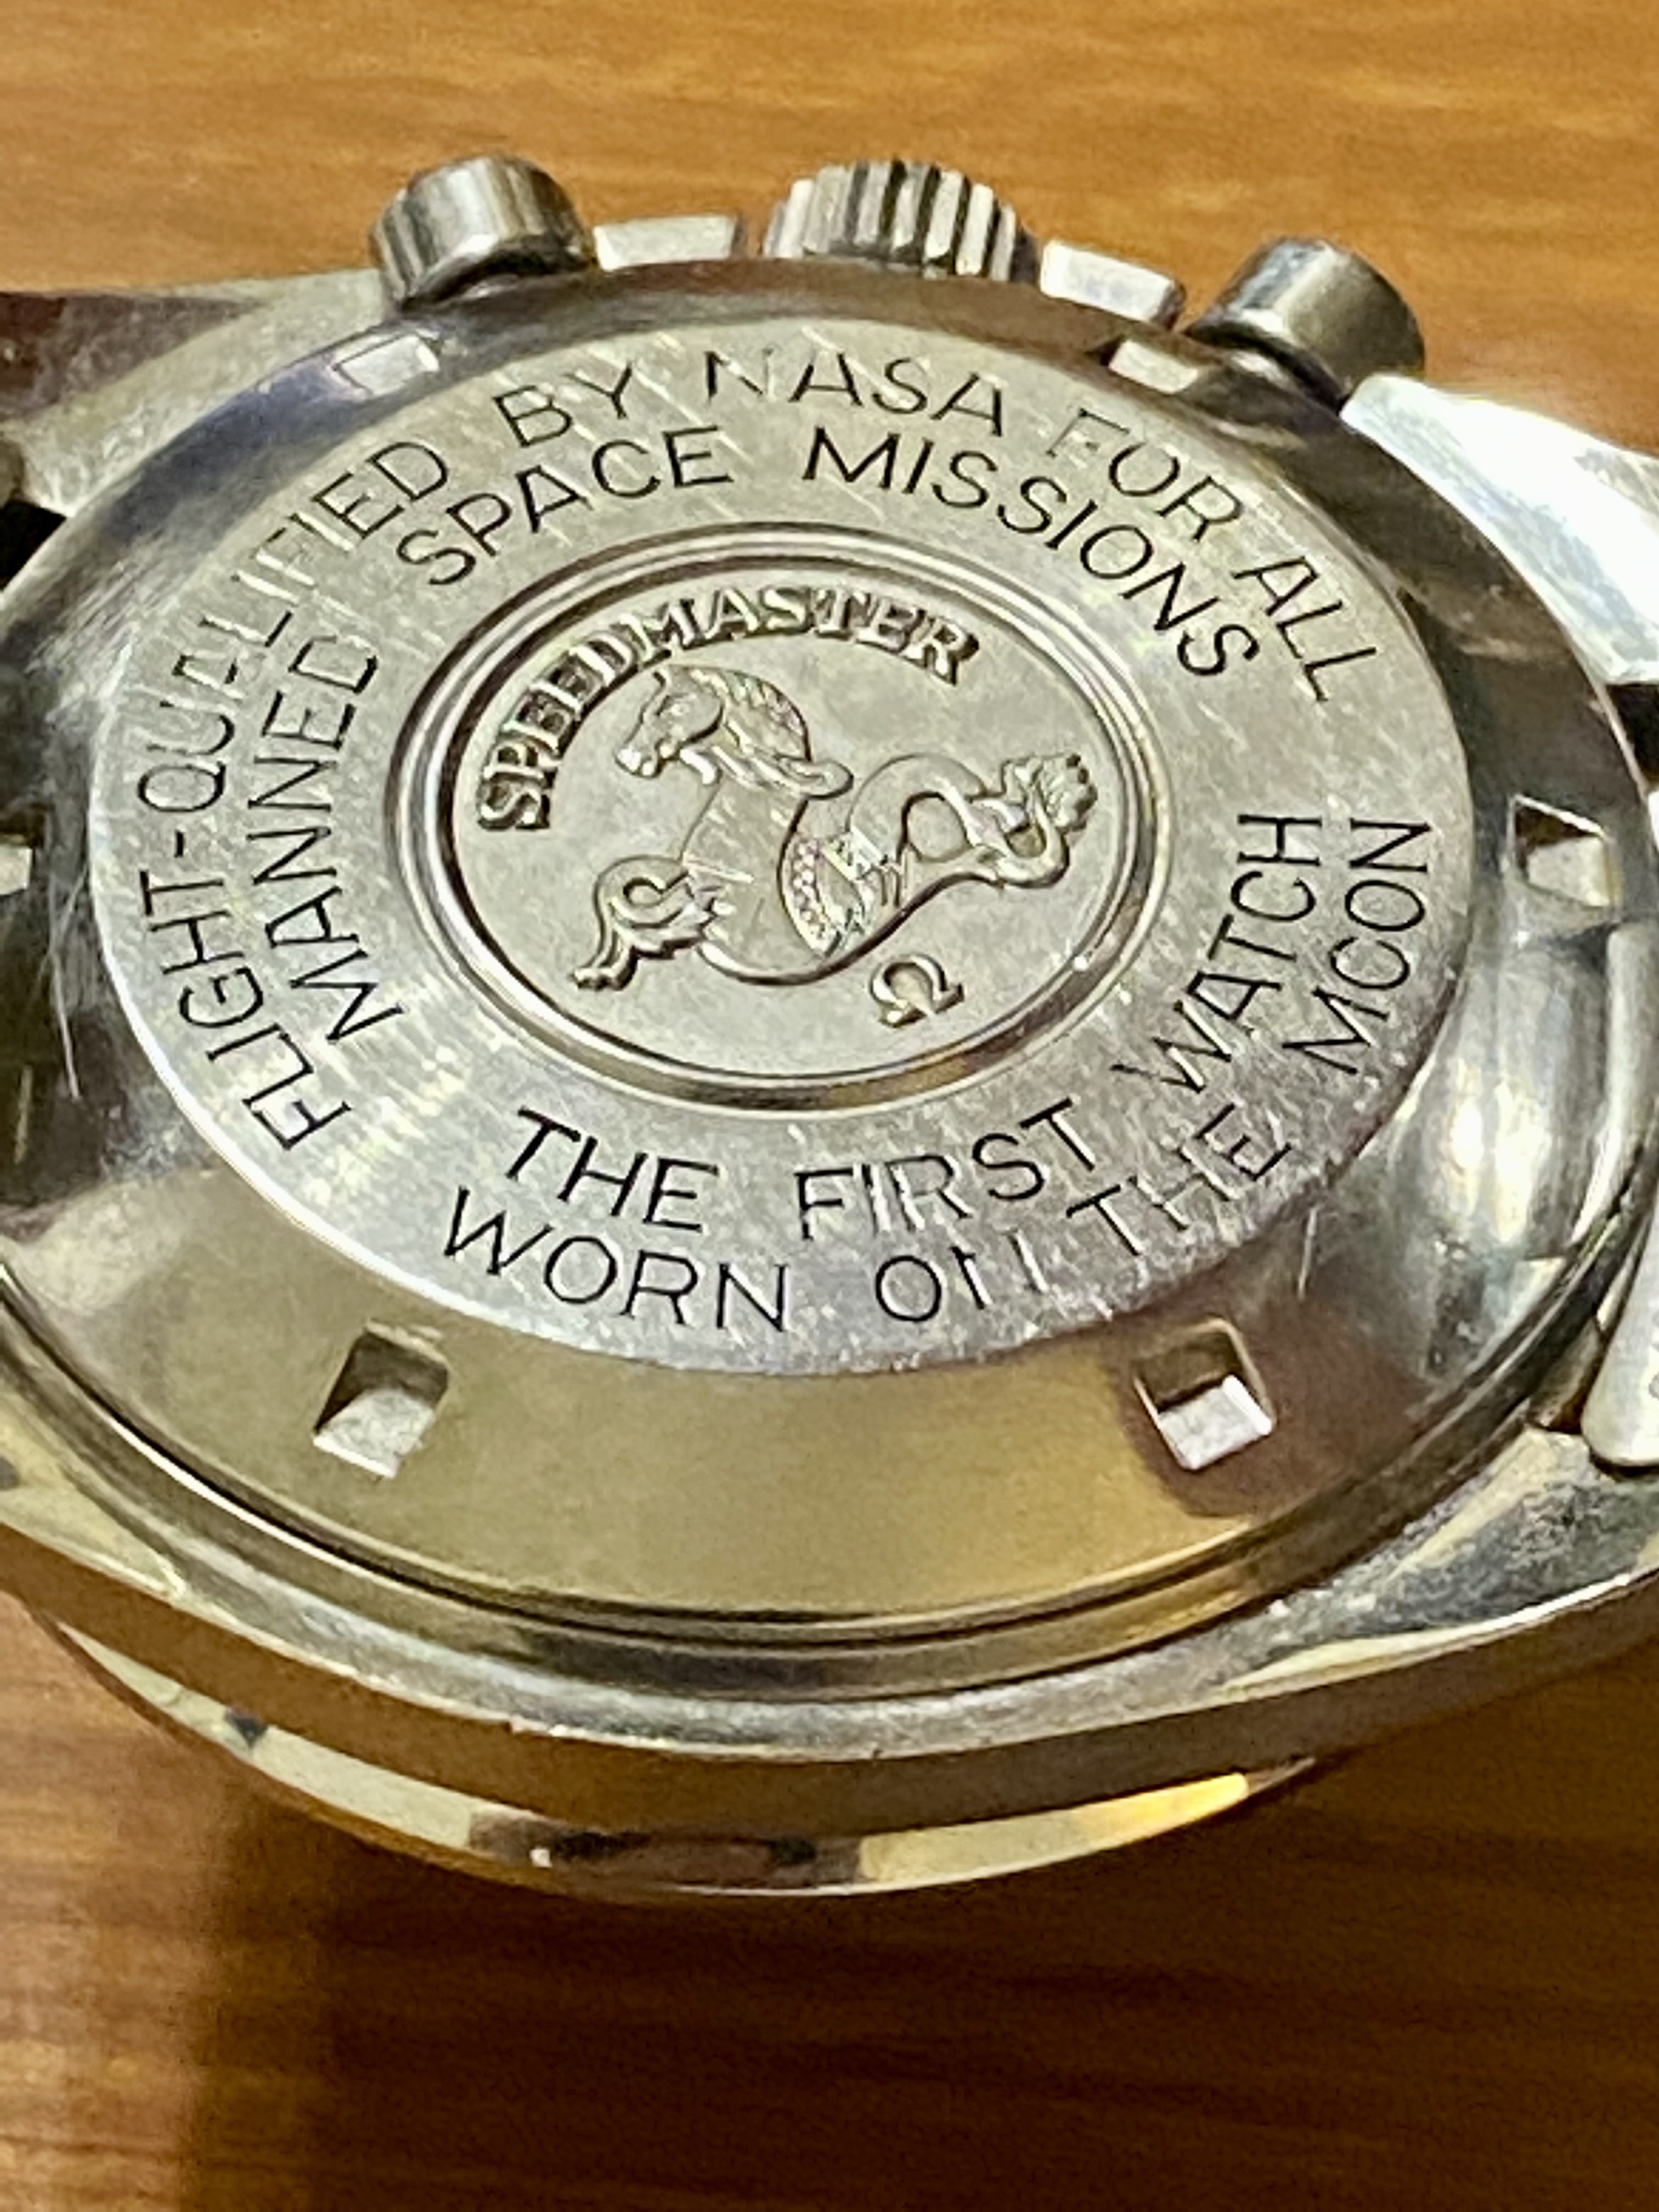 FLIGHT-QUALIFIED BY NASA FOR ALL
MANNED SPACE MISSIONS
SPEEDMASTER
Ω
THE FIRST WATCH
WORN ON THE MOON